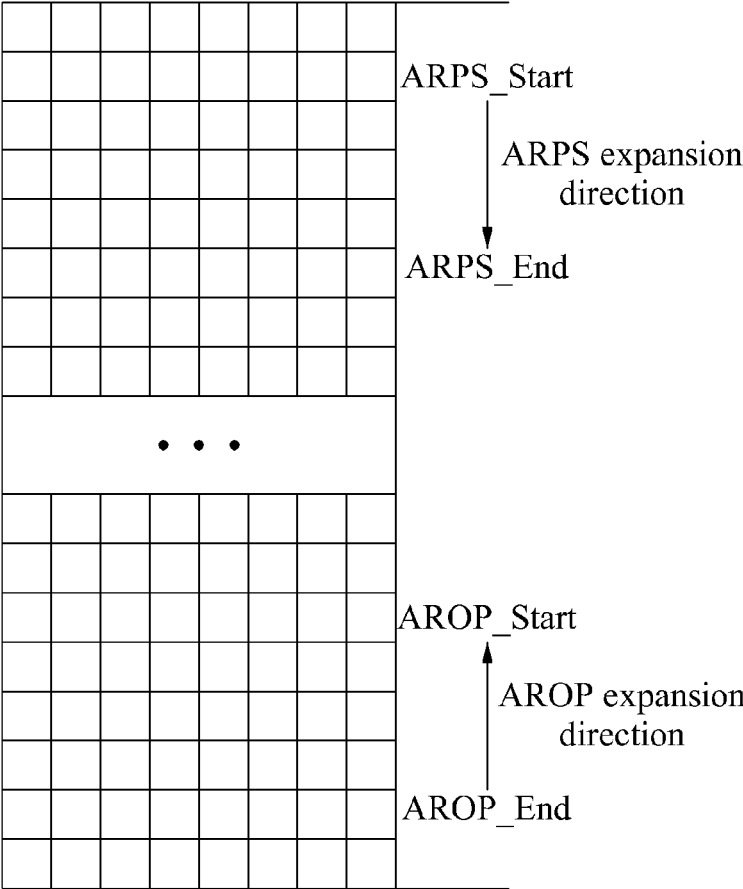 ARPS_Start
ARPS expansion
direction
ARPS_End
AROP_Start
AROP expansion
direction
AROP_End